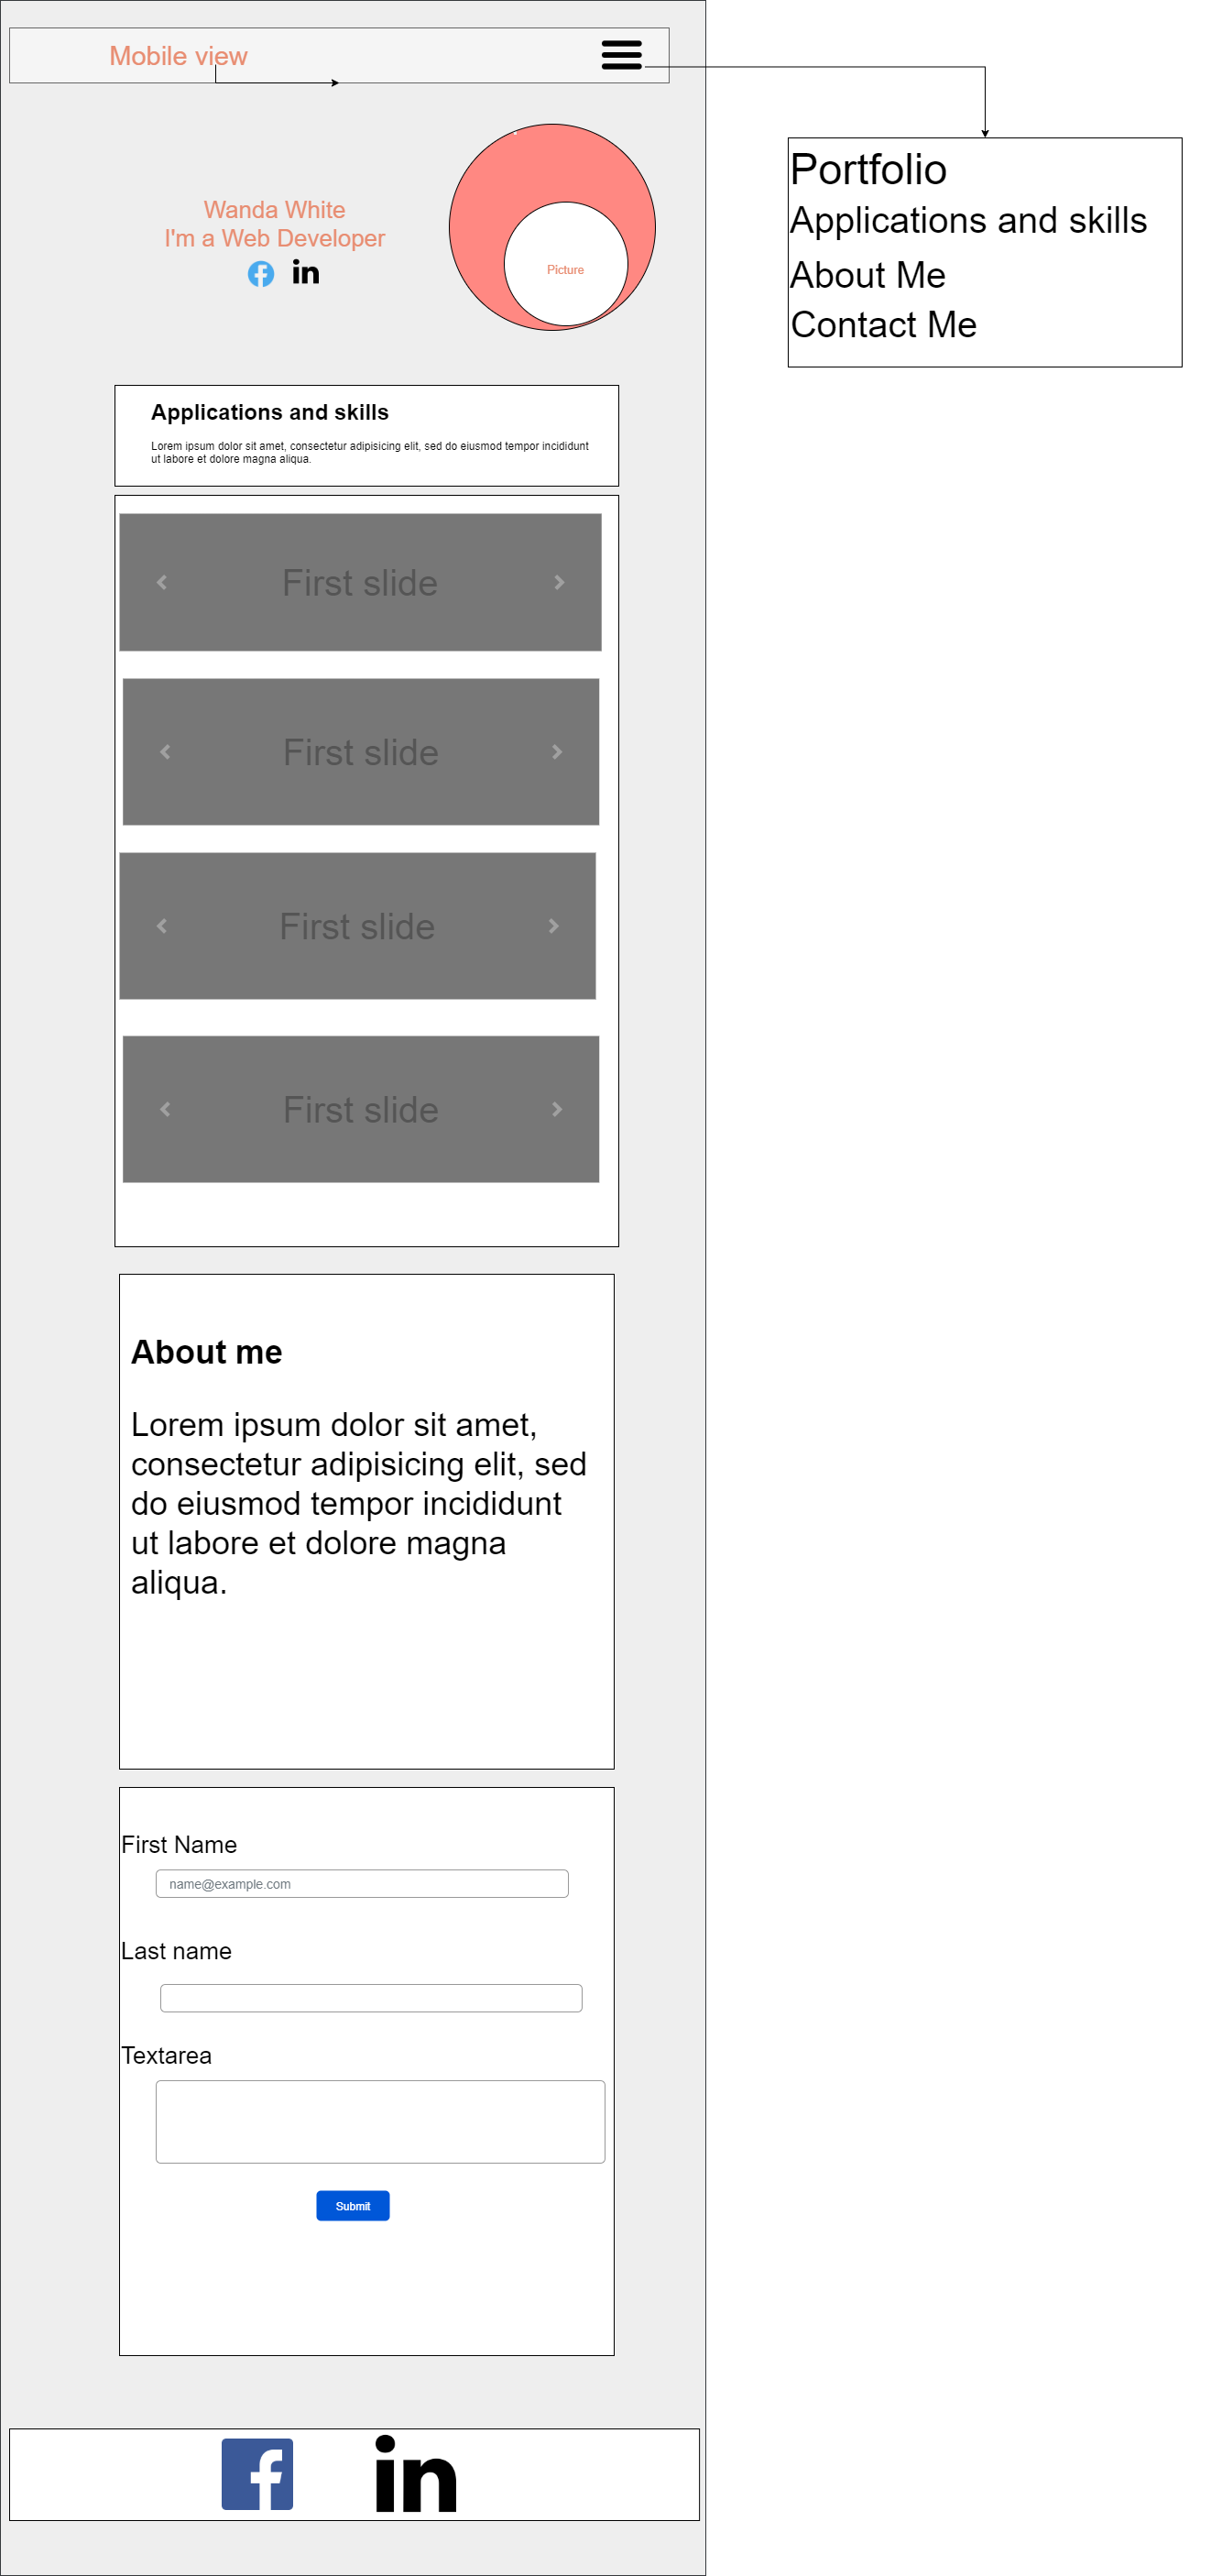 Mobile view
Portfolio
Applications and skills
About Me
Contact Me
Wanda White
I'm a Web Developer
in
Picture
Applications and skills
Lorem ipsum dolor sit amet, consectetur adipisicing elit, sed do eiusmod tempor incididunt
ut labore et dolore magna aliqua.
First slide
First slide
First slide
First slide
About me
Lorem ipsum dolor sit amet,
consectetur adipisicing elit, sed
do eiusmod tempor incididunt
ut labore et dolore magna
aliqua.
First Name
name@example.com
Last name
Textarea
Submit
in